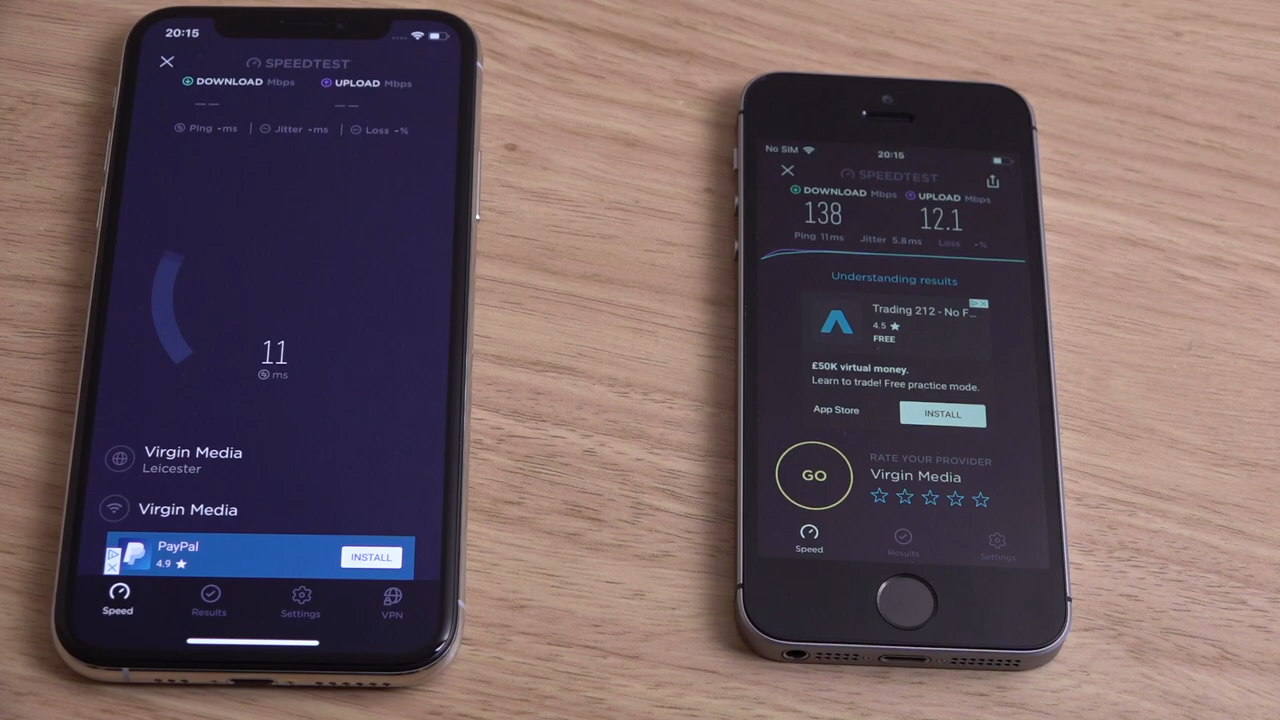 20:15
SPEEDTEST
DOWNLOAD Mbps UPLOAD Mbps
Ping -ms Jitter -ms Loss -%
11
ms
Virgin Media
Leicester
Virgin Media
PayPal
4.9
INSTALL
Speed Results Settings VPN
No SIM 20:15
SPEEDTEST
DOWNLOAD Mbps UPLOAD Mbps
138 12.1
Ping 11ms Jitter 5.8ms Loss -%
Understanding results
Trading 212 - No F...
4.5
FREE
£50K virtual money.
Learn to trade! Free practice mode.
App Store INSTALL
GO
RATE YOUR PROVIDER
Virgin Media
Speed Results Settings